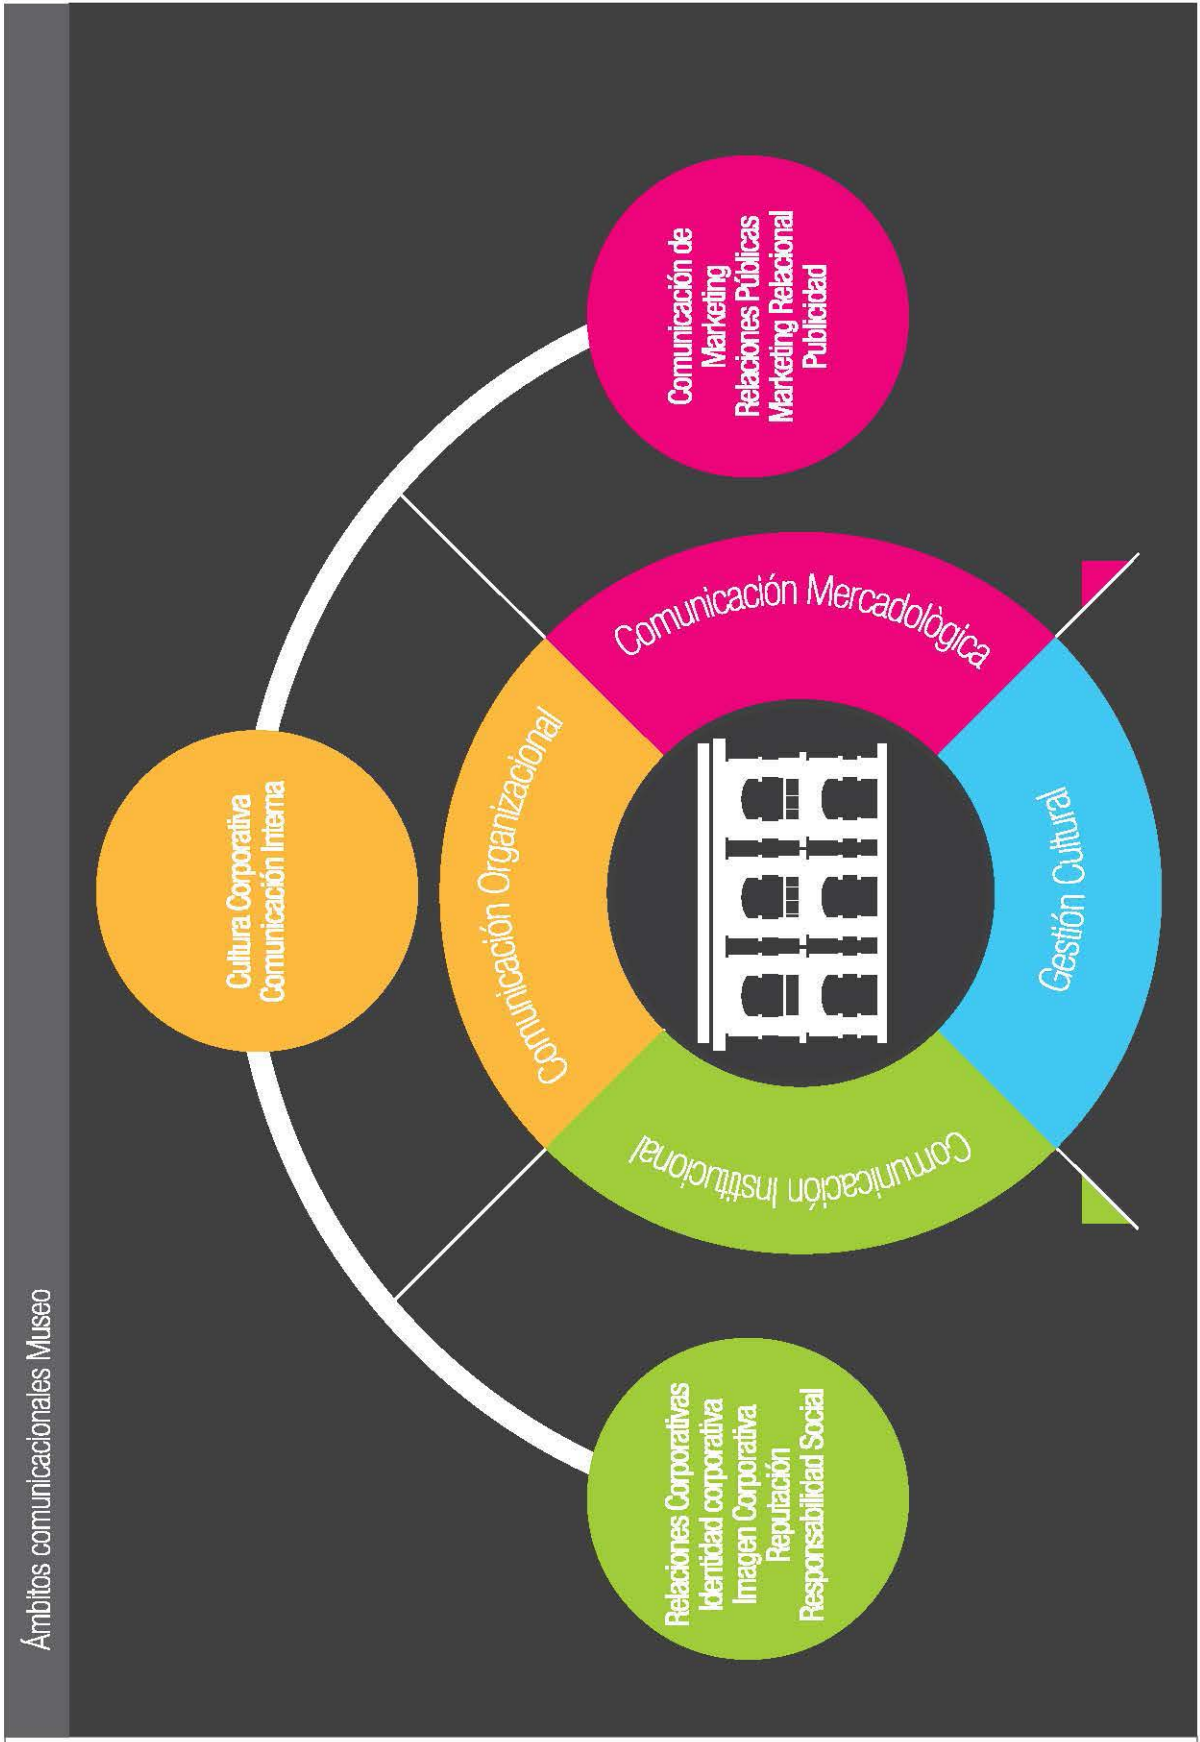 Ámbitos comunicacionales Museo
Cultura Corporativa
Comunicación Interna
Relaciones Corporativas
Identidad corporativa
Imagen Corporativa
Reputación
Responsabilidad Social
Comunicación de
Marketing
Relaciones Públicas
Marketing Relacional
Publicidad
Comunicación Organizacional
Comunicación Institucional
Comunicación Mercadològica
Gestión Cultural